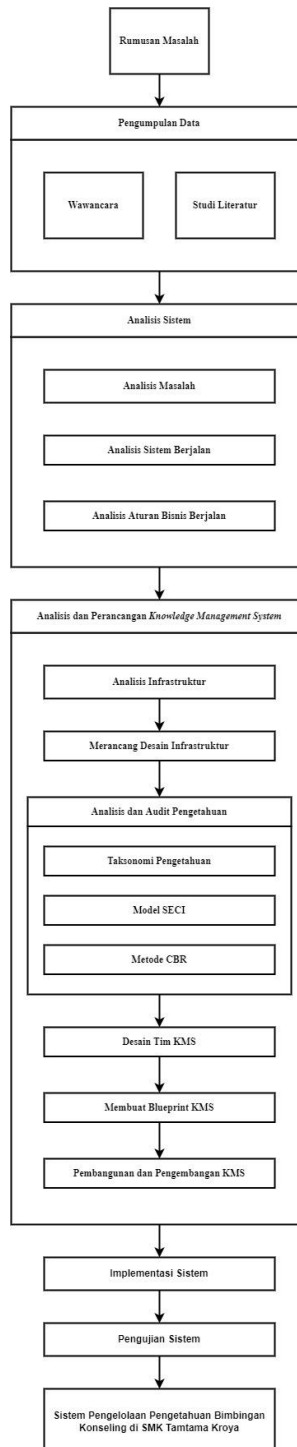 Rumusan Masalah
Pengumpulan Data
Wawancara
Studi Literatur
Analisis Sistem
Analisis Masalah
Analisis Sistem Berjalan
Analisis Aturan Bisnis Berjalan
Analisis dan Perancangan Knowledge Management System
Analisis Infrastruktur
Merancang Desain Infrastruktur
Analisis dan Audit Pengetahuan
Taksonomi Pengetahuan
Model SECI
Metode CBR
Desain Tim KMS
Membuat Blueprint KMS
Pembangunan dan Pengembangan KMS
Implementasi Sistem
Pengujian Sistem
Sistem Pengelolaan Pengetahuan Bimbingan
Konseling di SMK Tamtama Kroya